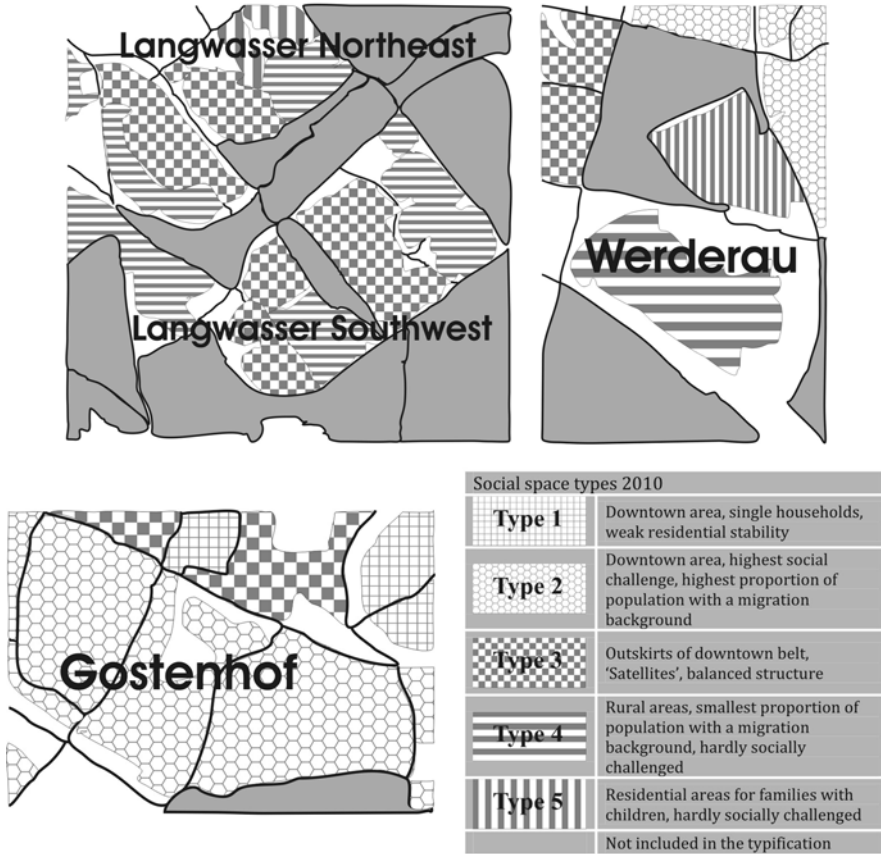 Langwasser Northeast
Werderau
Langwasser Southwest
Gostenhof
Social space types 2010
Type 1
Downtown area, single households,
weak residential stability
Type 2
Downtown area, highest social
challenge, highest proportion of
population with a migration
background
Type 3
Outskirts of downtown belt,
‘Satellites’, balanced structure
Type 4
Rural areas, smallest proportion of
population with a migration
background, hardly socially
challenged
Type 5
Residential areas for families with
children, hardly socially challenged
Not included in the typification